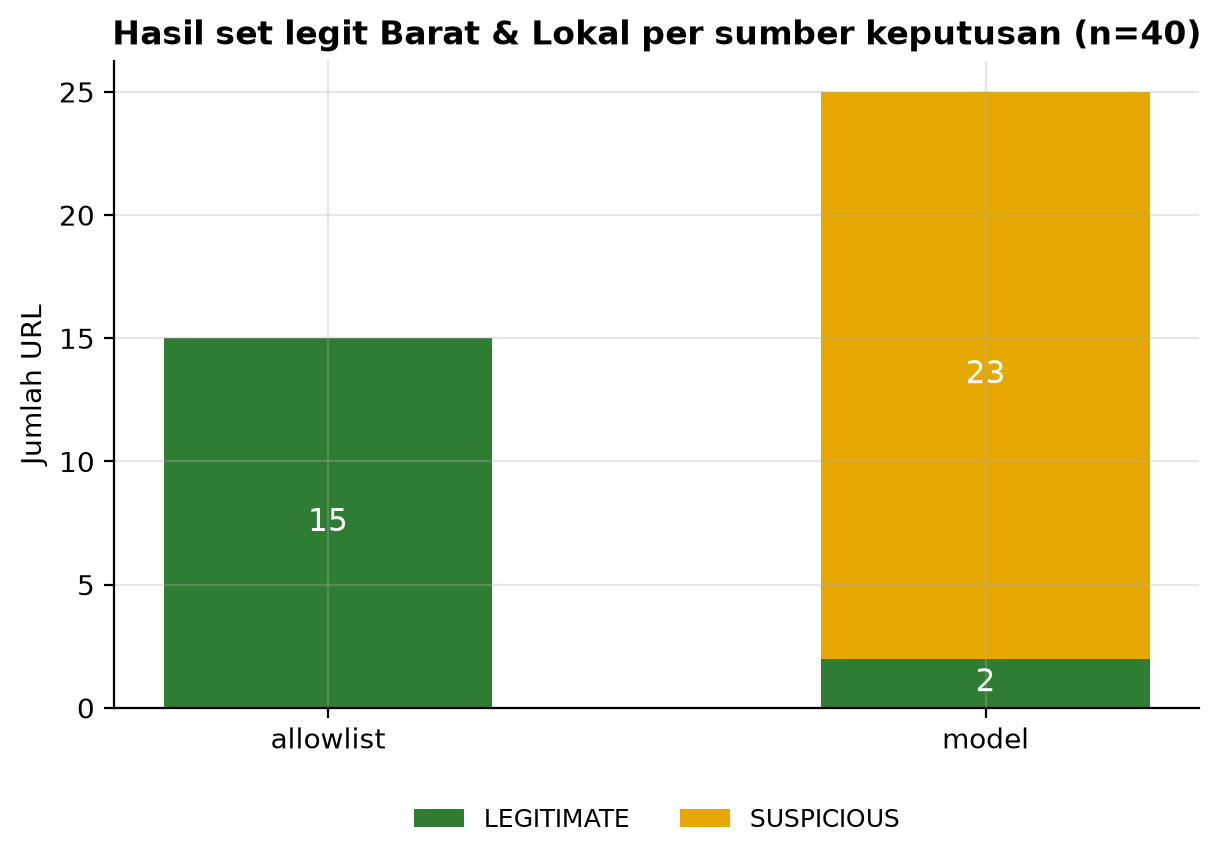 Hasil set legit Barat & Lokal per sumber keputusan (n=40)
Jumlah URL
25
20
15
10
5
0
15
23
2
allowlist
model
LEGITIMATE
SUSPICIOUS